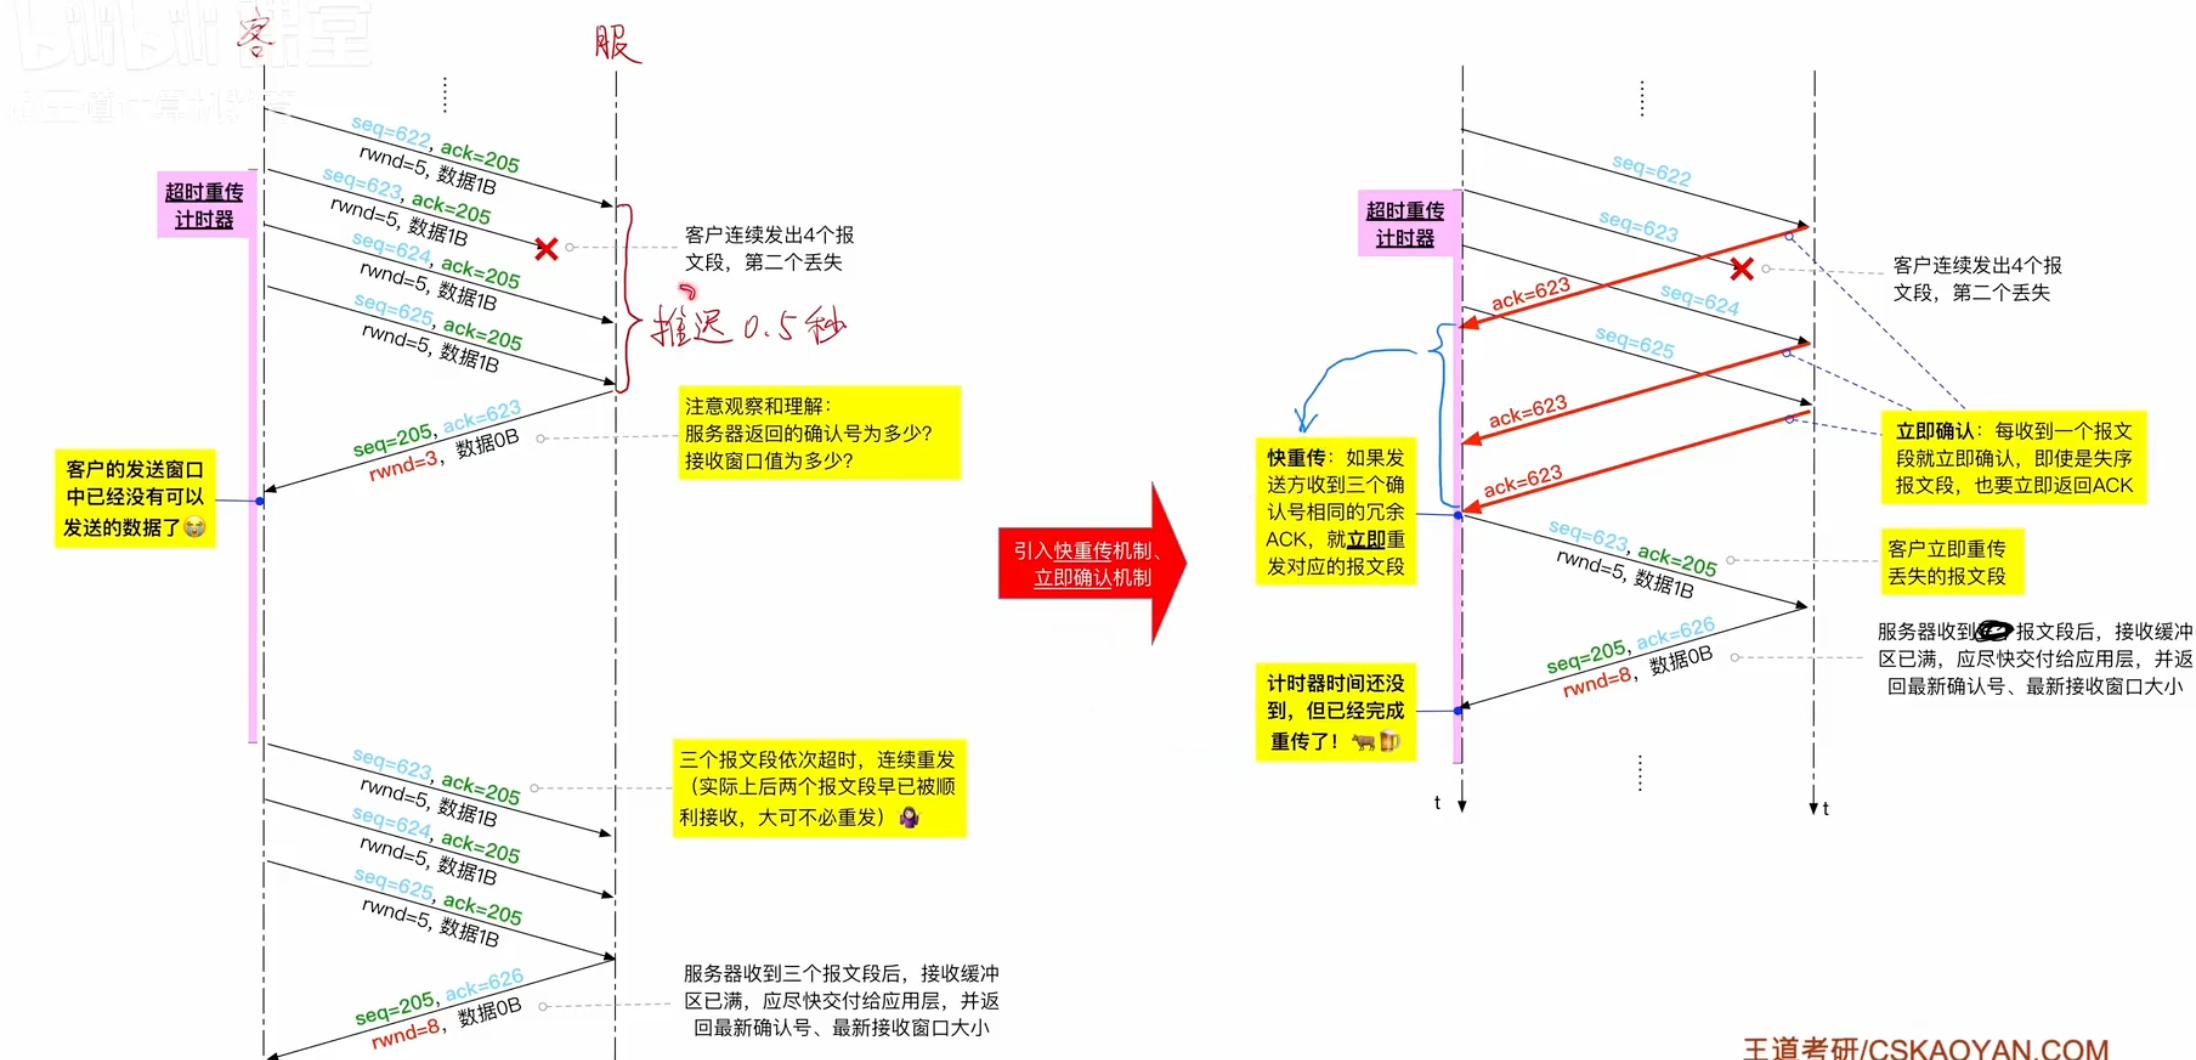 bilibili课堂
@王道计算机教育
客
服
seq=622, ack=205
rwnd=5, 数据1B
seq=623, ack=205
rwnd=5, 数据1B
seq=624, ack=205
rwnd=5, 数据1B
seq=625, ack=205
rwnd=5, 数据1B
超时重传
计时器
客户连续发出4个报
文段，第二个丢失
推迟0.5秒
seq=205, ack=623
rwnd=3, 数据0B
注意观察和理解：
服务器返回的确认号为多少？
接收窗口值为多少？
客户的发送窗口
中已经没有可以
发送的数据了😭
seq=623, ack=205
rwnd=5, 数据1B
seq=624, ack=205
rwnd=5, 数据1B
seq=625, ack=205
rwnd=5, 数据1B
三个报文段依次超时，连续重发
（实际上后两个报文段早已被顺
利接收，大可不必重发）🤷‍♀️
seq=205, ack=626
rwnd=8, 数据0B
服务器收到三个报文段后，接收缓冲
区已满，应尽快交付给应用层，并返
回最新确认号、最新接收窗口大小
引入快重传机制、
立即确认机制
seq=622
seq=623
seq=624
seq=625
超时重传
计时器
客户连续发出4个报
文段，第二个丢失
ack=623
ack=623
ack=623
立即确认：每收到一个报文
段就立即确认，即使是失序
报文段，也要立即返回ACK
快重传：如果发
送方收到三个确
认号相同的冗余
ACK，就立即重
发对应的报文段
seq=623, ack=205
rwnd=5, 数据1B
客户立即重传
丢失的报文段
seq=205, ack=626
rwnd=8, 数据0B
服务器收到报文段后，接收缓冲
区已满，应尽快交付给应用层，并返
回最新确认号、最新接收窗口大小
计时器时间还没
到，但已经完成
重传了！🐂🍺
t
t
王道考研/CSKAOYAN.COM